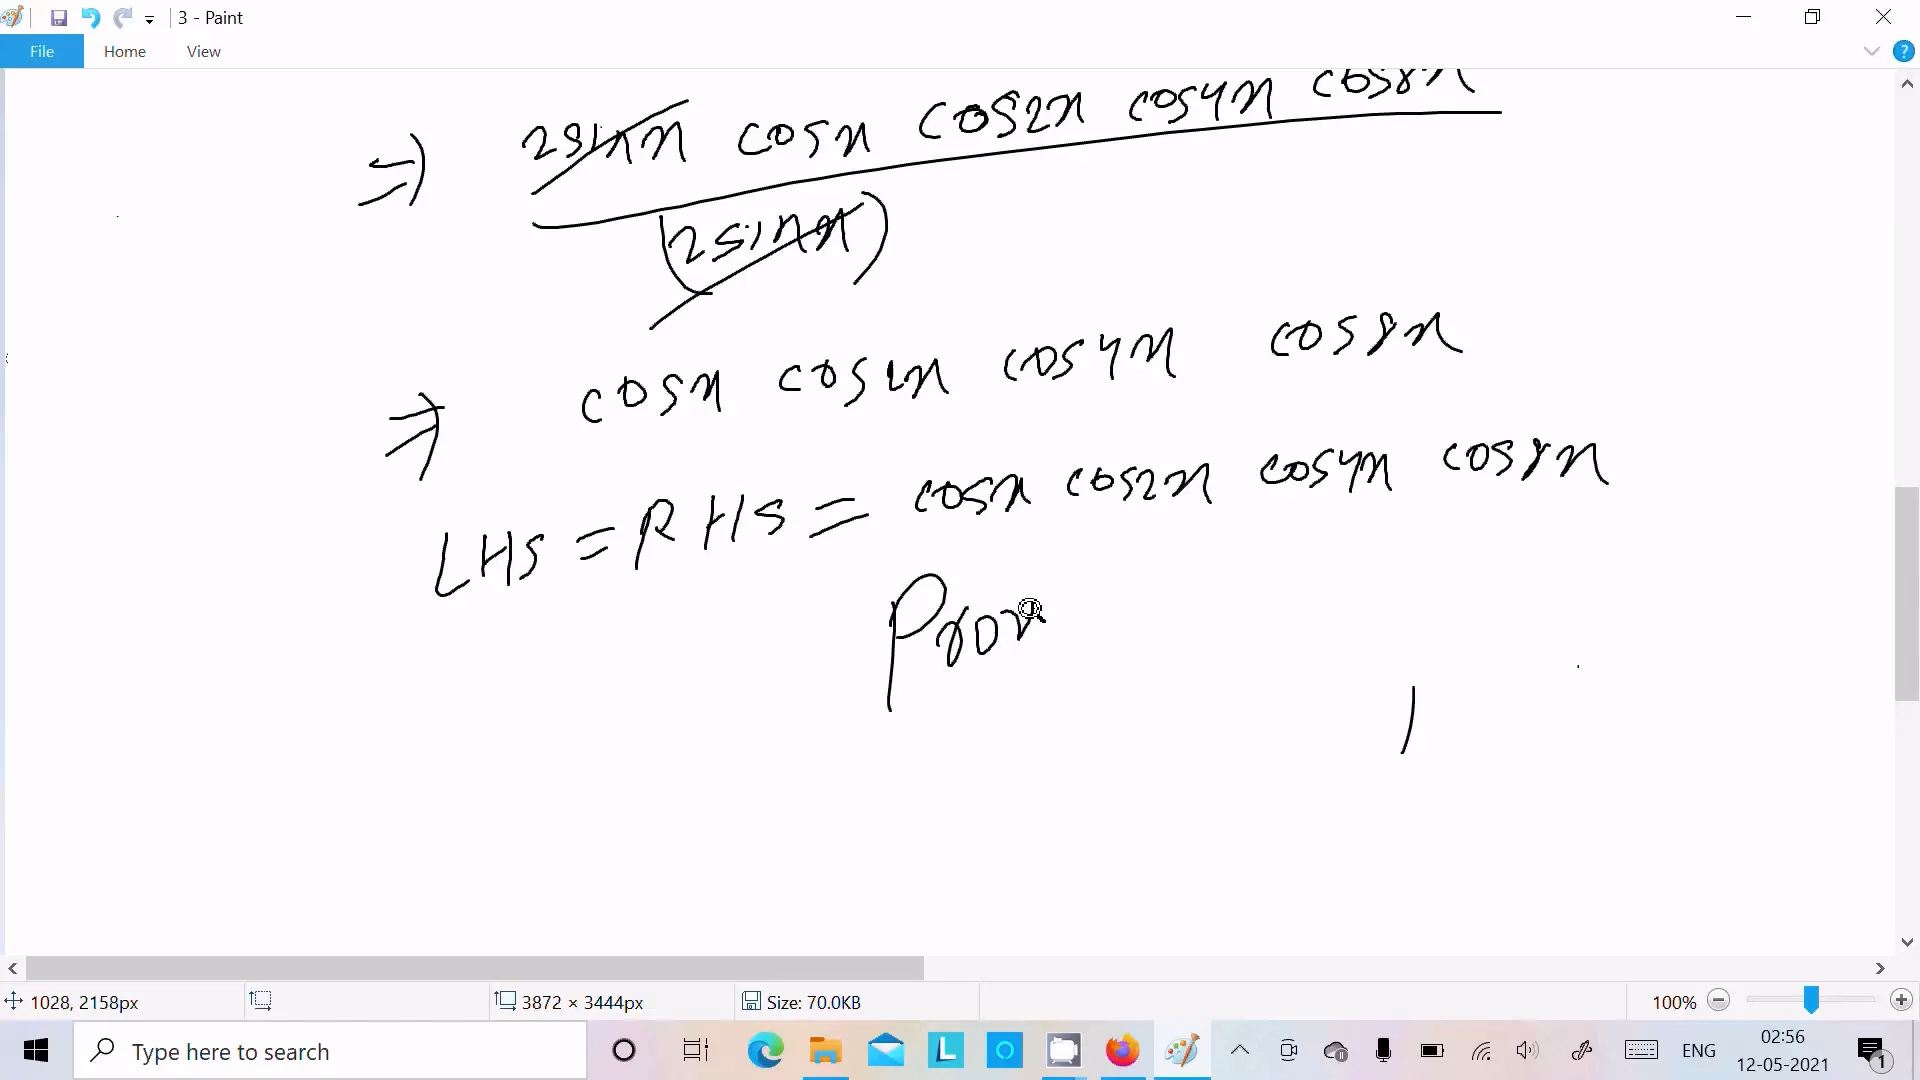 3 - Paint
File Home View
⇒ 2sinx cosx cos2x cos4x cos8x
(2sinx)
⇒ cosx cos2x cos4x cos8x
LHS = RHS = cosx cos2x cos4x cos8x
Prov
1028, 2158px 3872 × 3444px Size: 70.0KB 100%
Type here to search
ENG
02:56
12-05-2021
1